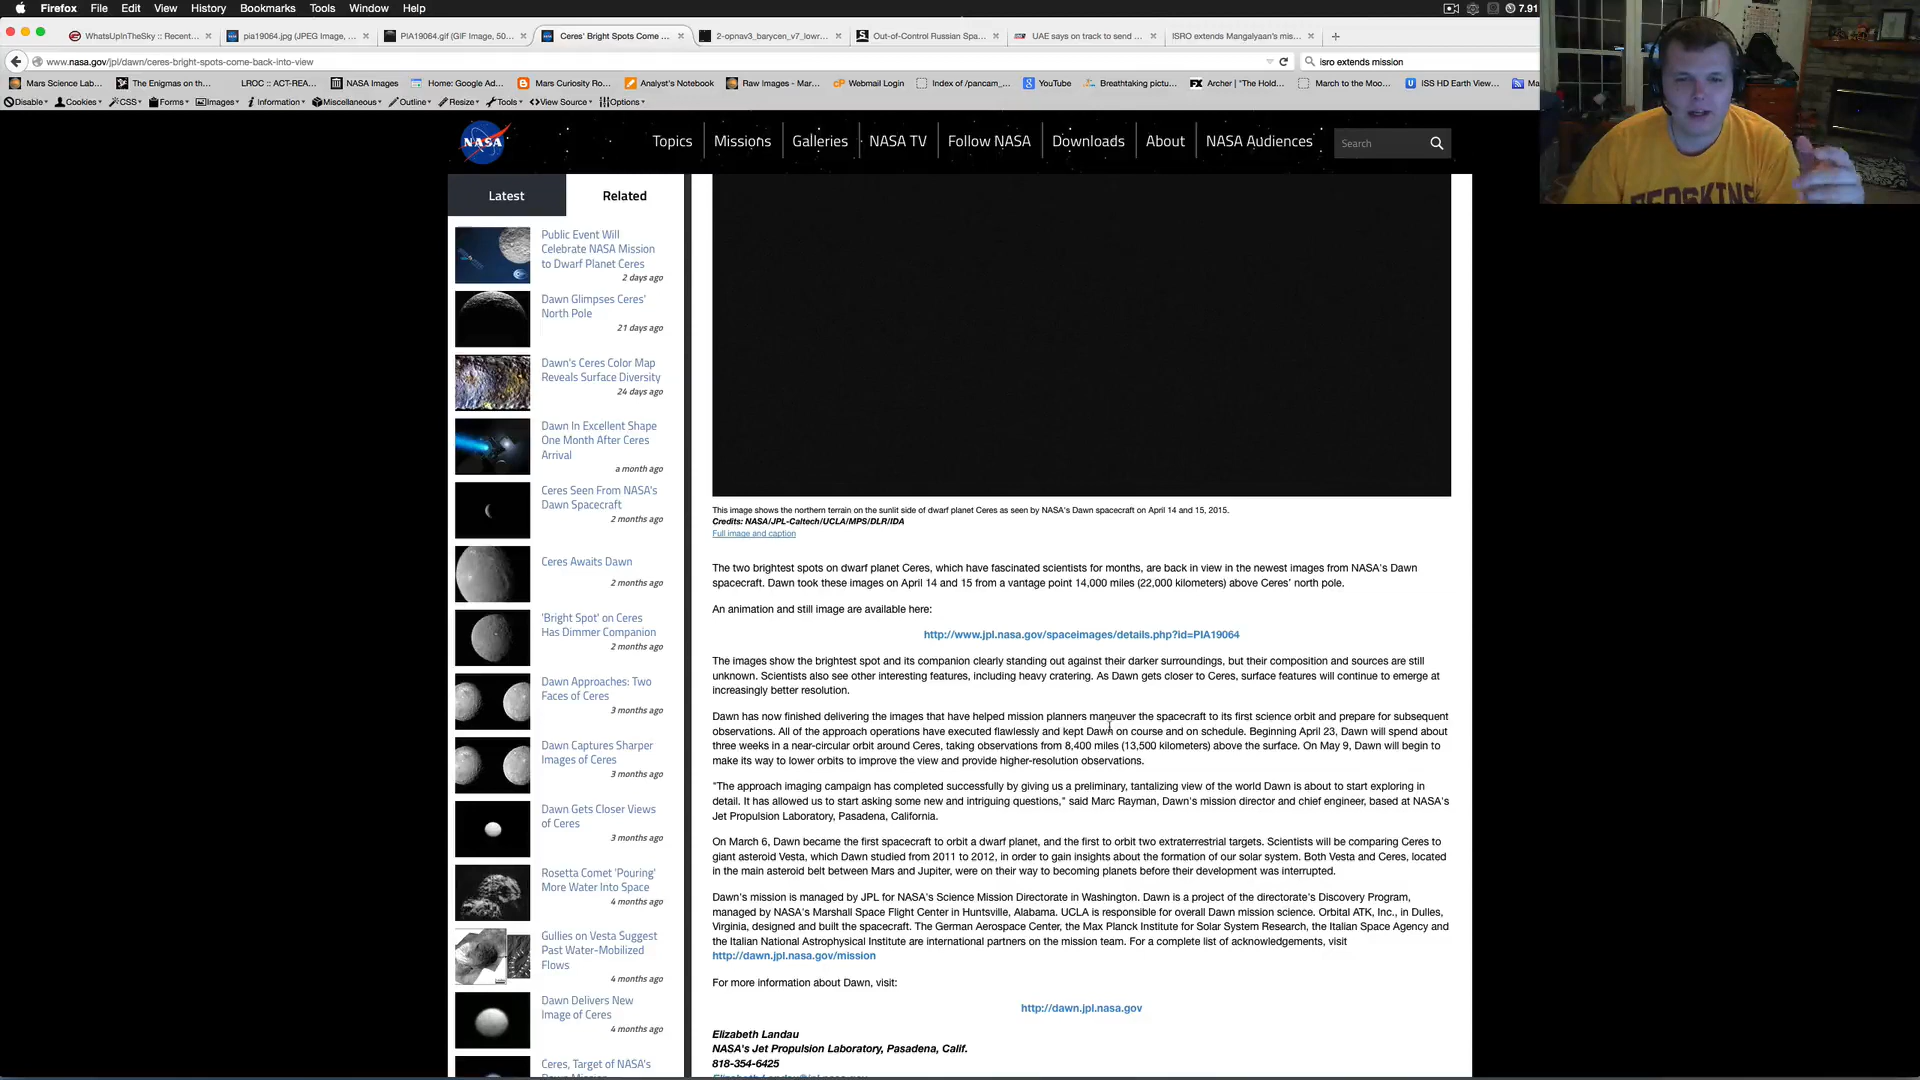 Firefox File Edit View History Bookmarks Tools Window Help 7.91
WhatsUpInTheSky :: Recent...
pia19064.jpg (JPEG Image, ...
PIA19064.gif (GIF Image, 50...
Ceres' Bright Spots Come ...
2-opnav3_barycen_v7_lowr...
Out-of-Control Russian Spa...
UAE says on track to send ...
ISRO extends Mangalyaan's mis...
www.nasa.gov/jpl/dawn/ceres-bright-spots-come-back-into-view
isro extends mission
Mars Science Lab... The Enigmas on th... LROC :: ACT-REA... NASA Images Home: Google Ad... Mars Curiosity Ro... Analyst's Notebook Raw Images - Mar... Webmail Login Index of /pancam_... YouTube Breathtaking pictu... Archer | "The Hold... March to the Moo... ISS HD Earth View... Ma
Disable Cookies CSS Forms Images Information Miscellaneous Outline Resize Tools View Source Options
REDSKINS
NASA
Topics Missions Galleries NASA TV Follow NASA Downloads About NASA Audiences Search
Latest Related
Public Event Will
Celebrate NASA Mission
to Dwarf Planet Ceres
2 days ago
Dawn Glimpses Ceres'
North Pole
21 days ago
Dawn's Ceres Color Map
Reveals Surface Diversity
24 days ago
Dawn In Excellent Shape
One Month After Ceres
Arrival
a month ago
Ceres Seen From NASA's
Dawn Spacecraft
2 months ago
Ceres Awaits Dawn
2 months ago
'Bright Spot' on Ceres
Has Dimmer Companion
2 months ago
Dawn Approaches: Two
Faces of Ceres
3 months ago
Dawn Captures Sharper
Images of Ceres
3 months ago
Dawn Gets Closer Views
of Ceres
3 months ago
Rosetta Comet 'Pouring'
More Water Into Space
4 months ago
Gullies on Vesta Suggest
Past Water-Mobilized
Flows
4 months ago
Dawn Delivers New
Image of Ceres
4 months ago
Ceres, Target of NASA's
Dawn Mission
This image shows the northern terrain on the sunlit side of dwarf planet Ceres as seen by NASA's Dawn spacecraft on April 14 and 15, 2015.
Credits: NASA/JPL-Caltech/UCLA/MPS/DLR/IDA
Full image and caption
The two brightest spots on dwarf planet Ceres, which have fascinated scientists for months, are back in view in the newest images from NASA's Dawn
spacecraft. Dawn took these images on April 14 and 15 from a vantage point 14,000 miles (22,000 kilometers) above Ceres' north pole.
An animation and still image are available here:
http://www.jpl.nasa.gov/spaceimages/details.php?id=PIA19064
The images show the brightest spot and its companion clearly standing out against their darker surroundings, but their composition and sources are still
unknown. Scientists also see other interesting features, including heavy cratering. As Dawn gets closer to Ceres, surface features will continue to emerge at
increasingly better resolution.
Dawn has now finished delivering the images that have helped mission planners maneuver the spacecraft to its first science orbit and prepare for subsequent
observations. All of the approach operations have executed flawlessly and kept Dawn on course and on schedule. Beginning April 23, Dawn will spend about
three weeks in a near-circular orbit around Ceres, taking observations from 8,400 miles (13,500 kilometers) above the surface. On May 9, Dawn will begin to
make its way to lower orbits to improve the view and provide higher-resolution observations.
"The approach imaging campaign has completed successfully by giving us a preliminary, tantalizing view of the world Dawn is about to start exploring in
detail. It has allowed us to start asking some new and intriguing questions," said Marc Rayman, Dawn's mission director and chief engineer, based at NASA's
Jet Propulsion Laboratory, Pasadena, California.
On March 6, Dawn became the first spacecraft to orbit a dwarf planet, and the first to orbit two extraterrestrial targets. Scientists will be comparing Ceres to
giant asteroid Vesta, which Dawn studied from 2011 to 2012, in order to gain insights about the formation of our solar system. Both Vesta and Ceres, located
in the main asteroid belt between Mars and Jupiter, were on their way to becoming planets before their development was interrupted.
Dawn's mission is managed by JPL for NASA's Science Mission Directorate in Washington. Dawn is a project of the directorate's Discovery Program,
managed by NASA's Marshall Space Flight Center in Huntsville, Alabama. UCLA is responsible for overall Dawn mission science. Orbital ATK, Inc., in Dulles,
Virginia, designed and built the spacecraft. The German Aerospace Center, the Max Planck Institute for Solar System Research, the Italian Space Agency and
the Italian National Astrophysical Institute are international partners on the mission team. For a complete list of acknowledgements, visit
http://dawn.jpl.nasa.gov/mission
For more information about Dawn, visit:
http://dawn.jpl.nasa.gov
Elizabeth Landau
NASA's Jet Propulsion Laboratory, Pasadena, Calif.
818-354-6425
Elizabeth.Landau@jpl.nasa.gov